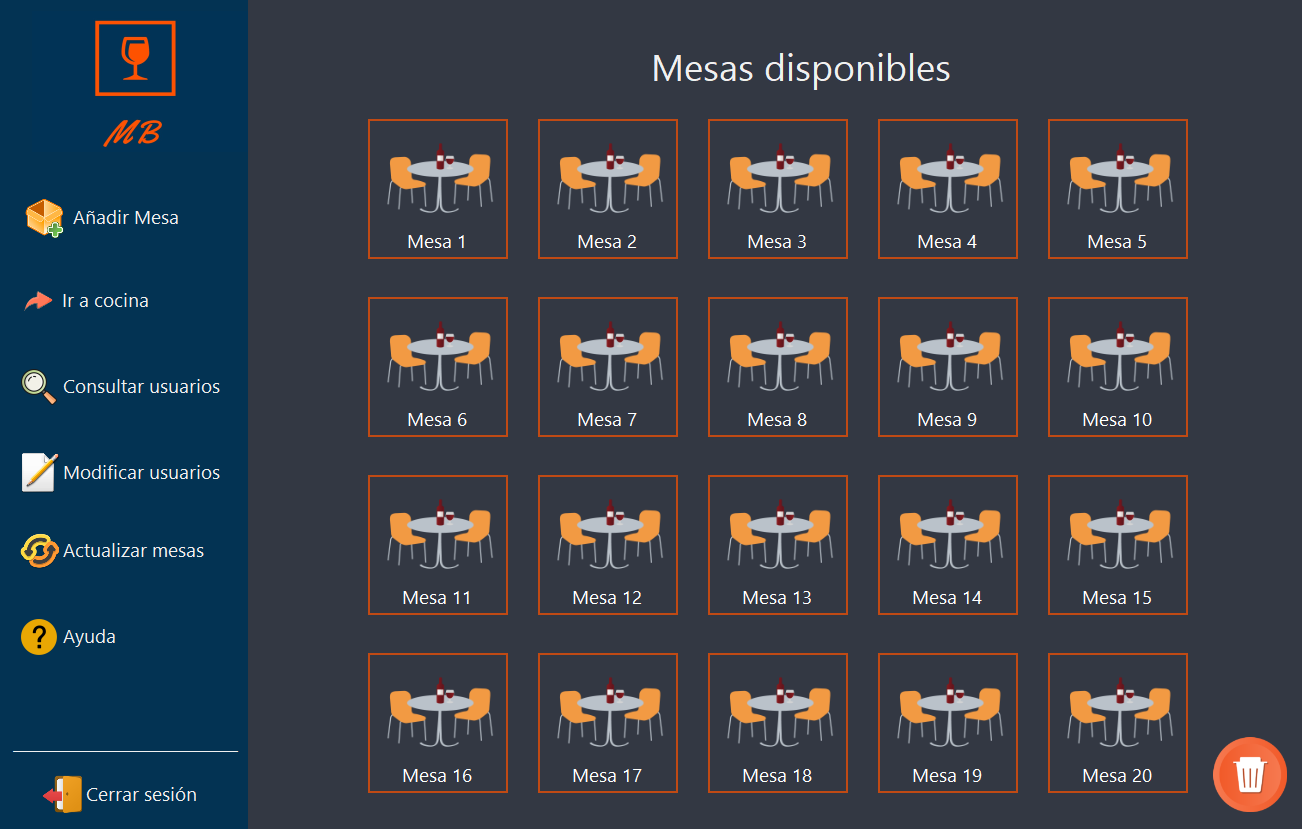 MB
Añadir Mesa
Ir a cocina
Consultar usuarios
Modificar usuarios
Actualizar mesas
?
Ayuda
Cerrar sesión
Mesas disponibles
Mesa 1
Mesa 2
Mesa 3
Mesa 4
Mesa 5
Mesa 6
Mesa 7
Mesa 8
Mesa 9
Mesa 10
Mesa 11
Mesa 12
Mesa 13
Mesa 14
Mesa 15
Mesa 16
Mesa 17
Mesa 18
Mesa 19
Mesa 20